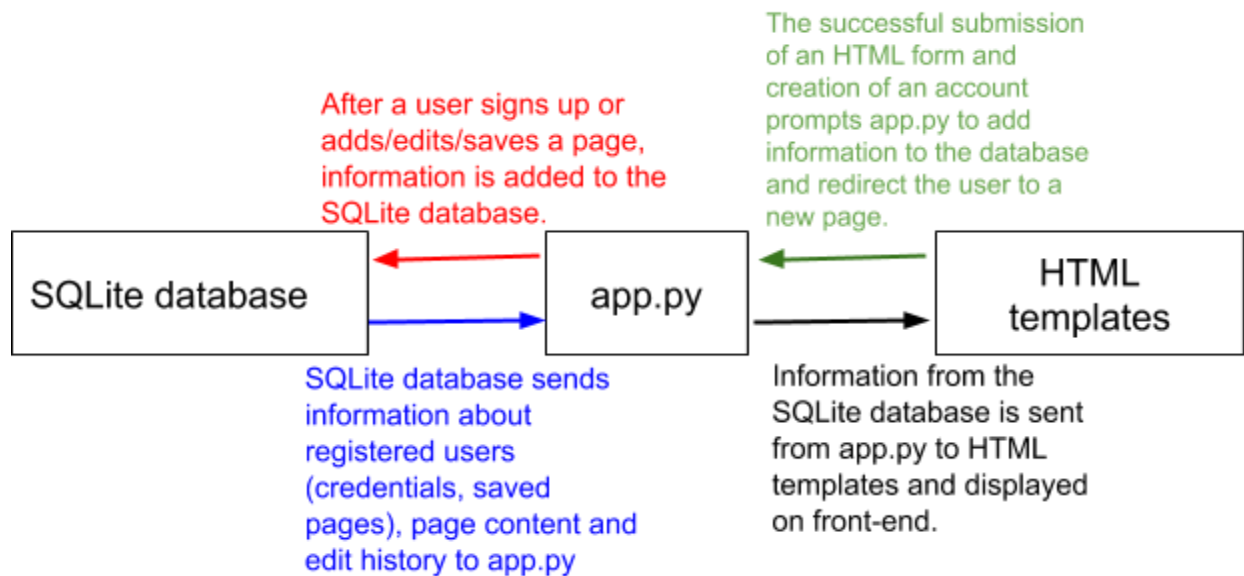 The successful submission
of an HTML form and
creation of an account
prompts app.py to add
information to the database
and redirect the user to a
new page.
After a user signs up or
adds/edits/saves a page,
information is added to the
SQLite database.
SQLite database
app.py
HTML
templates
SQLite database sends
information about
registered users
(credentials, saved
pages), page content and
edit history to app.py
Information from the
SQLite database is sent
from app.py to HTML
templates and displayed
on front-end.